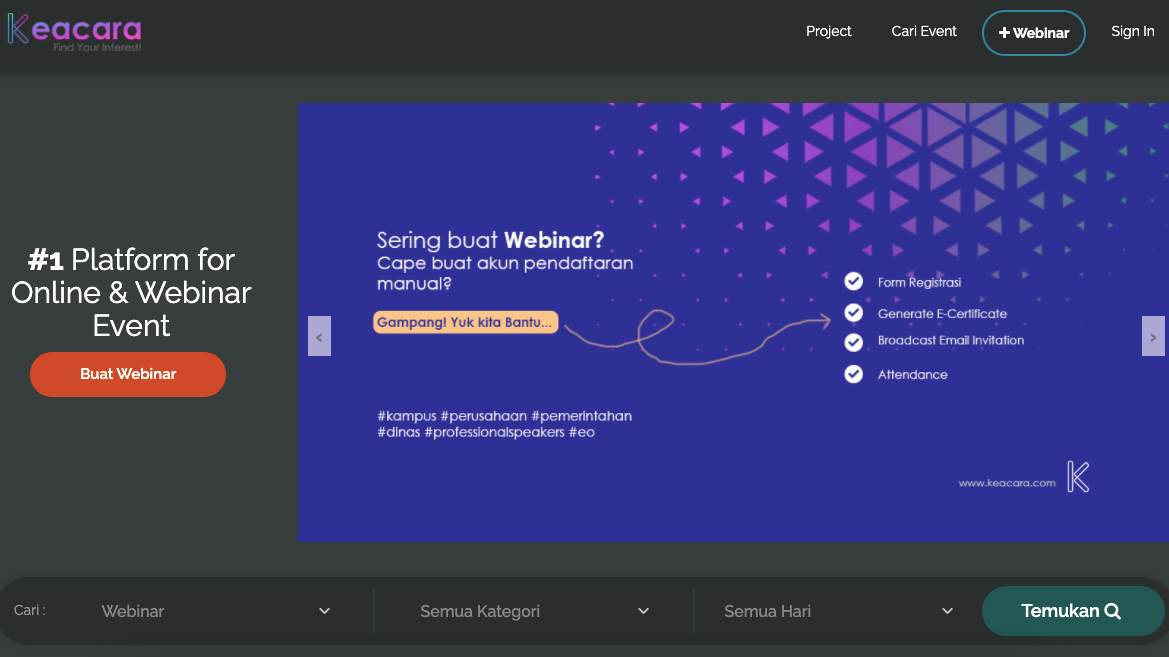 Keacara
Find Your Interest!
Project
Cari Event
+ Webinar
Sign In
#1 Platform for
Online & Webinar
Event
Buat Webinar
<
Sering buat Webinar?
Cape buat akun pendaftaran
manual?
Gampang! Yuk kita Bantu...
#kampus #perusahaan #pemerintahan
#dinas #professionalspeakers #eo
Form Registrasi
Generate E-Certificate
Broadcast Email Invitation
Attendance
www.keacara.com
K
>
Cari :
Webinar
Semua Kategori
Semua Hari
Temukan